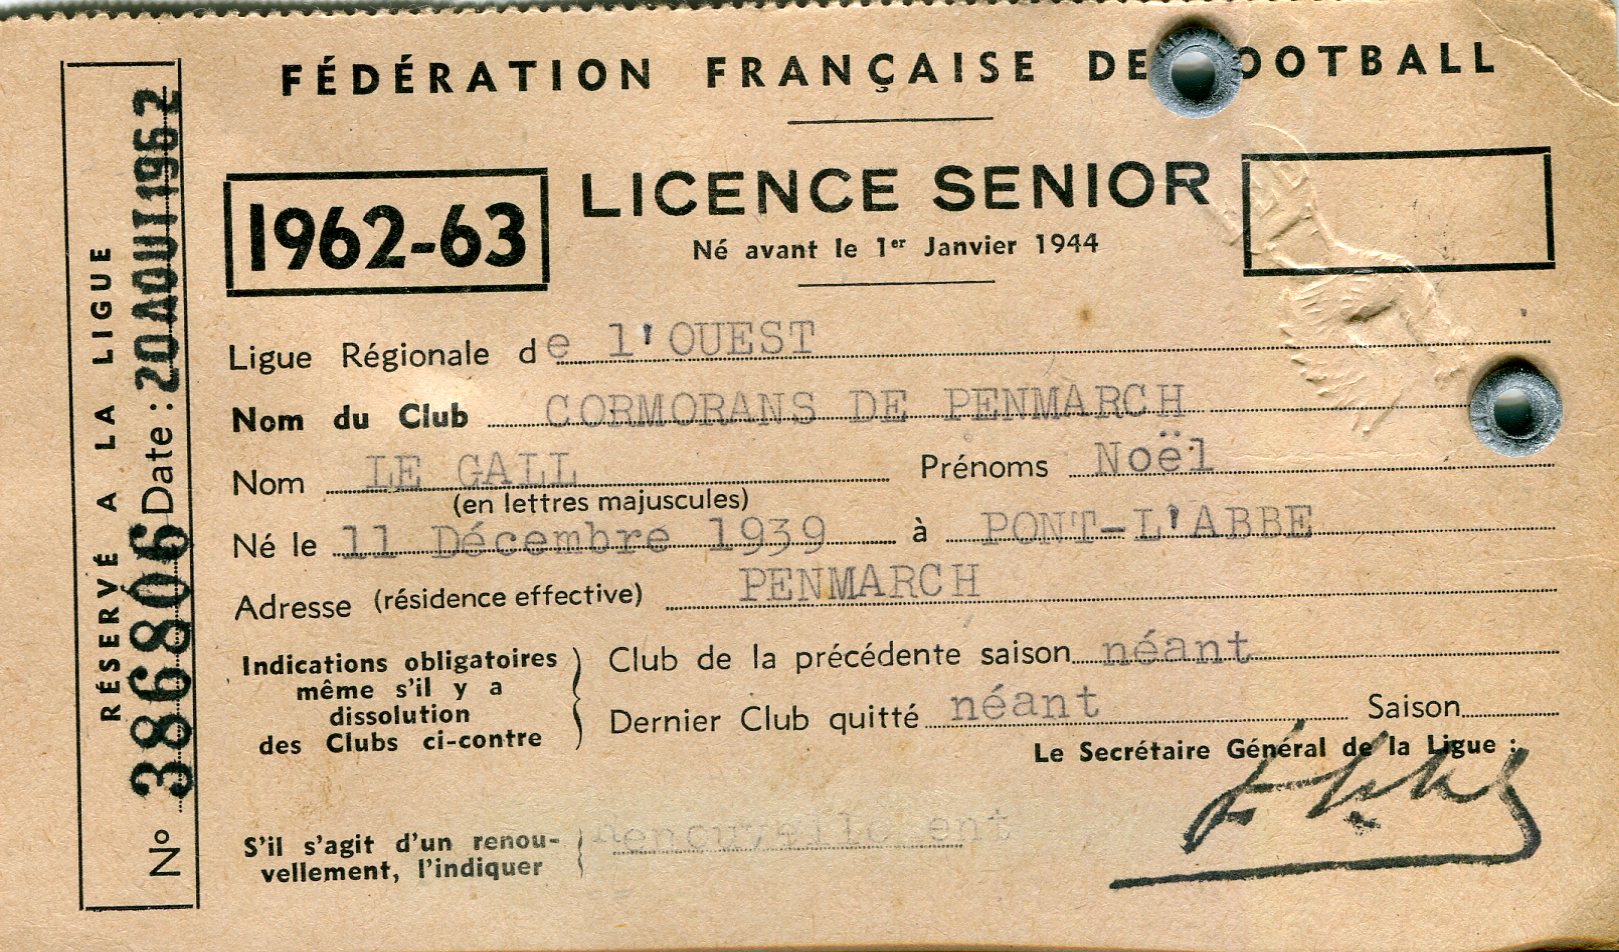 FÉDÉRATION FRANÇAISE DE FOOTBALL
1962-63
LICENCE SENIOR
Né avant le 1er Janvier 1944
Ligue Régionale de l'OUEST
Nom du Club CORMORANS DE PENMARCH
Nom LE GALL Prénoms Noël
(en lettres majuscules)
Né le 11 Décembre 1939 à PONT-L'ABBE
Adresse (résidence effective) PENMARCH
Indications obligatoires
même s'il y a
dissolution
des Clubs ci-contre
Club de la précédente saison néant
Dernier Club quitté néant Saison
Le Secrétaire Général de la Ligue :
S'il s'agit d'un renou-
vellement, l'indiquer
Renouvellement
RÉSERVÉ A LA LIGUE
N° 386806 Date : 20 AOUT 1962